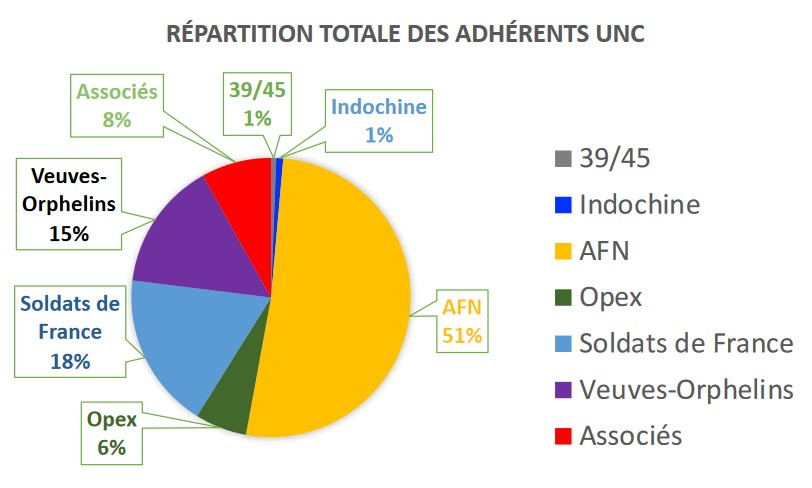 RÉPARTITION TOTALE DES ADHÉRENTS UNC
39/45
1%
Indochine
1%
AFN
51%
Opex
6%
Soldats de
France
18%
Veuves-
Orphelins
15%
Associés
8%
39/45
Indochine
AFN
Opex
Soldats de France
Veuves-Orphelins
Associés